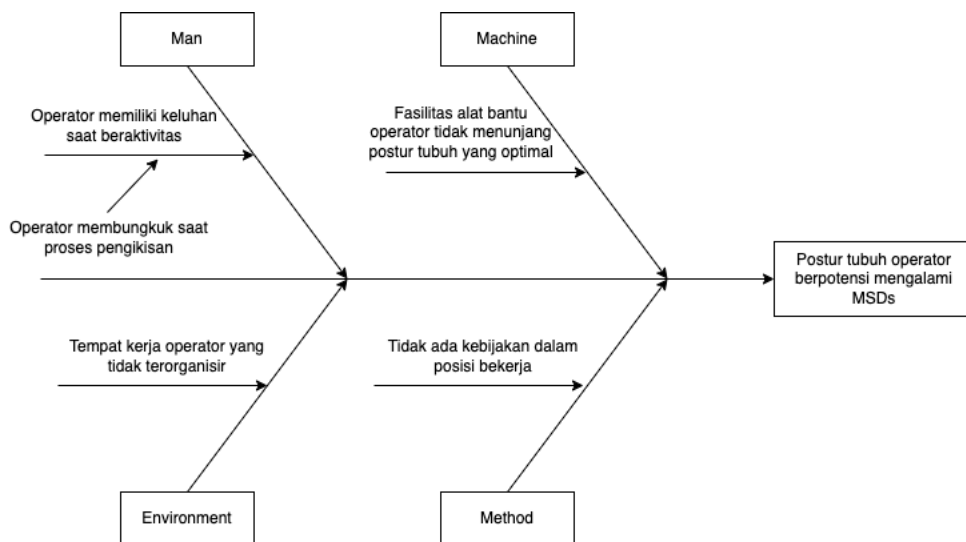 Man
Machine
Operator memiliki keluhan
saat beraktivitas
Fasilitas alat bantu
operator tidak menunjang
postur tubuh yang optimal
Operator membungkuk saat
proses pengikisan
Postur tubuh operator
berpotensi mengalami
MSDs
Tempat kerja operator yang
tidak terorganisir
Tidak ada kebijakan dalam
posisi bekerja
Environment
Method